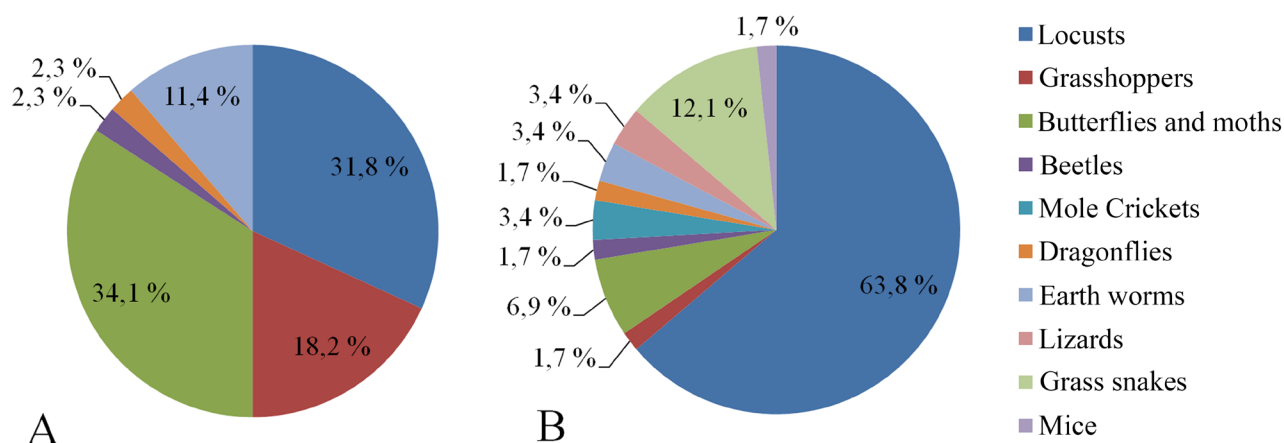 2,3 %
2,3 %
11,4 %
31,8 %
34,1 %
18,2 %
A
1,7 %
3,4 %
12,1 %
3,4 %
1,7 %
3,4 %
1,7 %
63,8 %
6,9 %
1,7 %
B
Locusts
Grasshoppers
Butterflies and moths
Beetles
Mole Crickets
Dragonflies
Earth worms
Lizards
Grass snakes
Mice